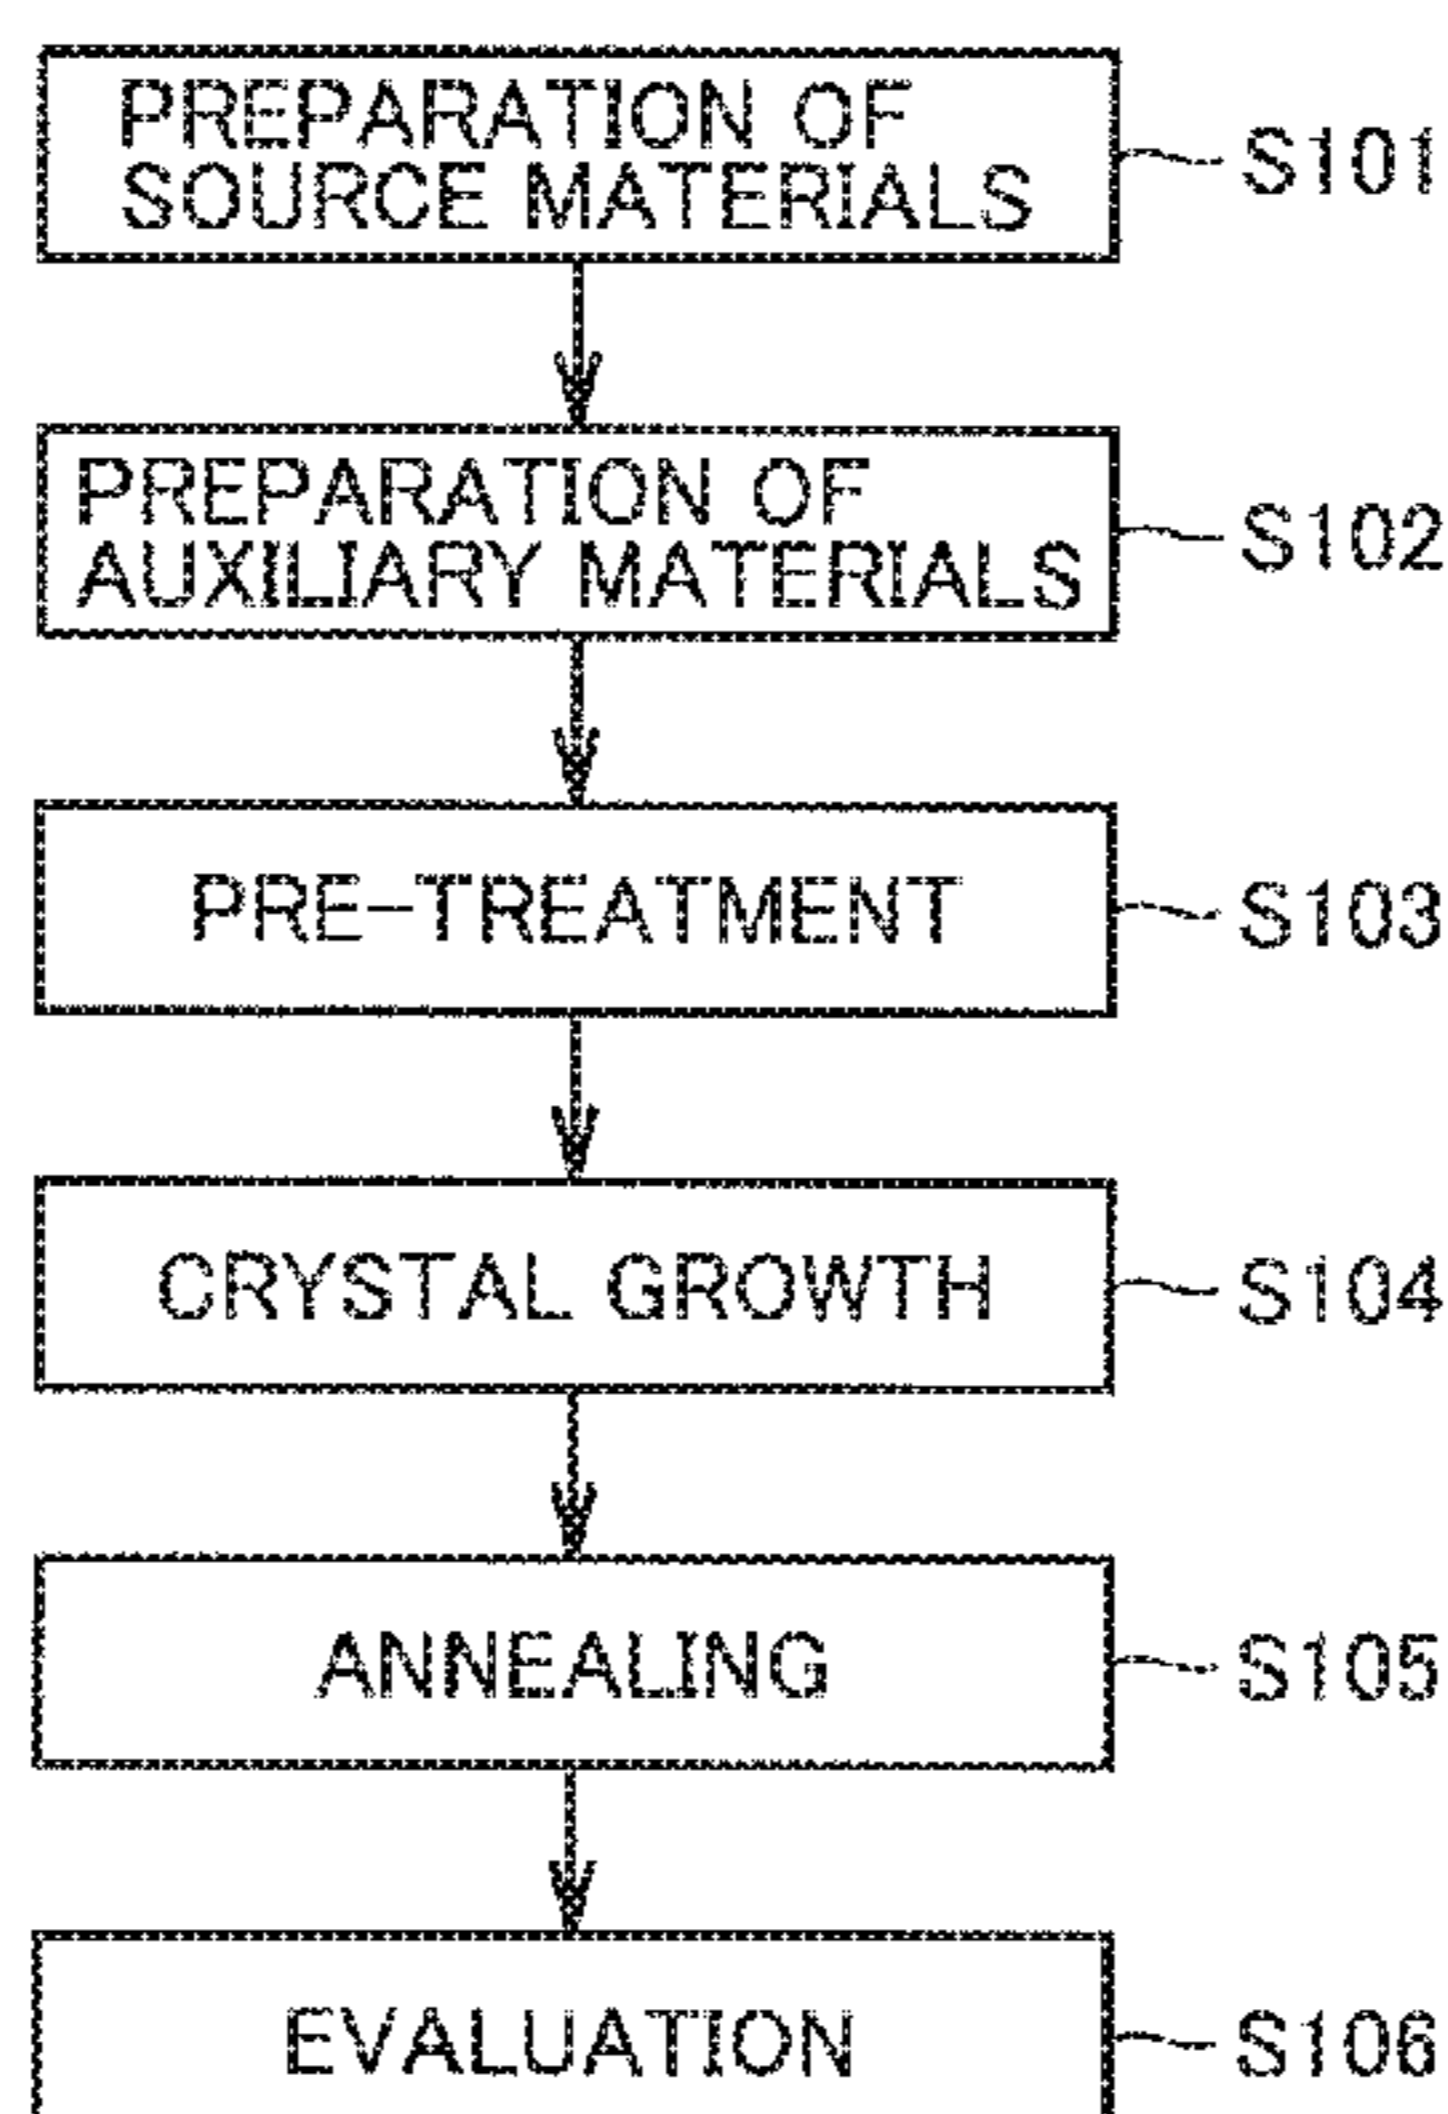 PREPARATION OF
SOURCE MATERIALS
S101
PREPARATION OF
AUXILIARY MATERIALS
S102
PRE-TREATMENT
S103
CRYSTAL GROWTH
S104
ANNEALING
S105
EVALUATION
S106